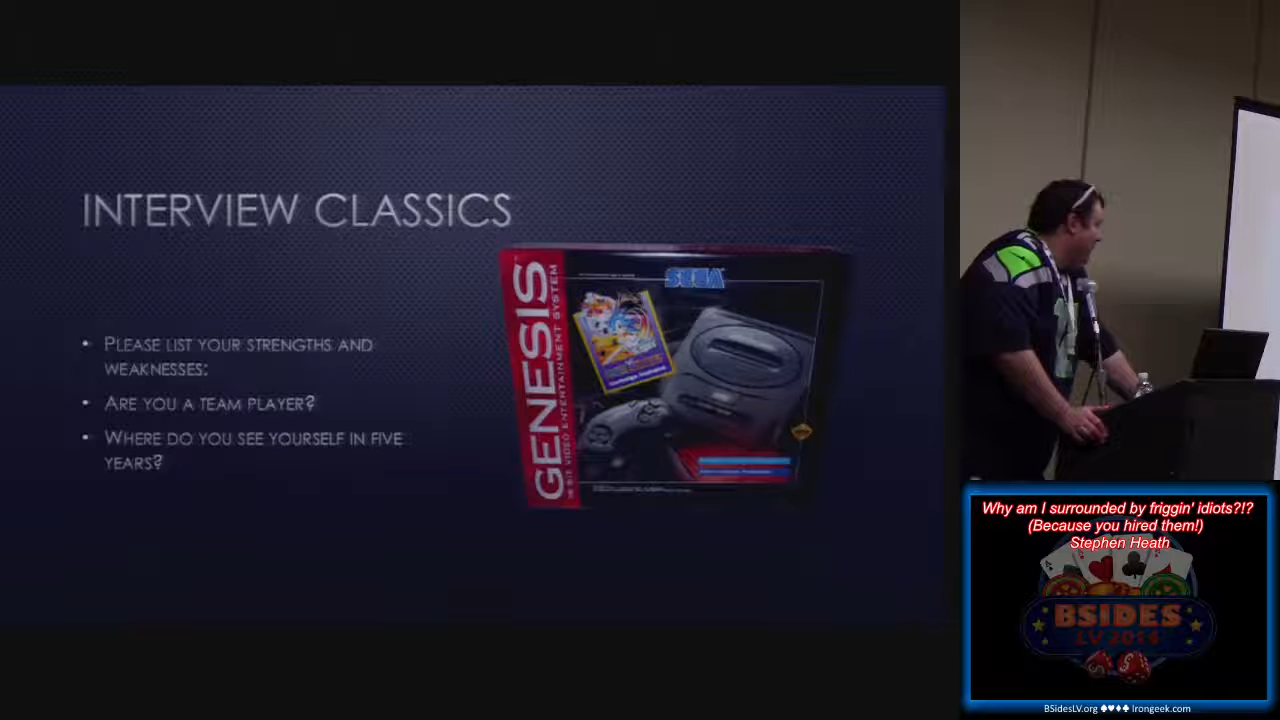 INTERVIEW CLASSICS
• PLEASE LIST YOUR STRENGTHS AND
WEAKNESSES:
• ARE YOU A TEAM PLAYER?
• WHERE DO YOU SEE YOURSELF IN FIVE
YEARS?
GENESIS
16-BIT VIDEO ENTERTAINMENT SYSTEM
SEGA
Why am I surrounded by friggin' idiots?!?
(Because you hired them!)
Stephen Heath
BSIDES
LV 2014
BSidesLV.org ♠♥♦♣ Irongeek.com